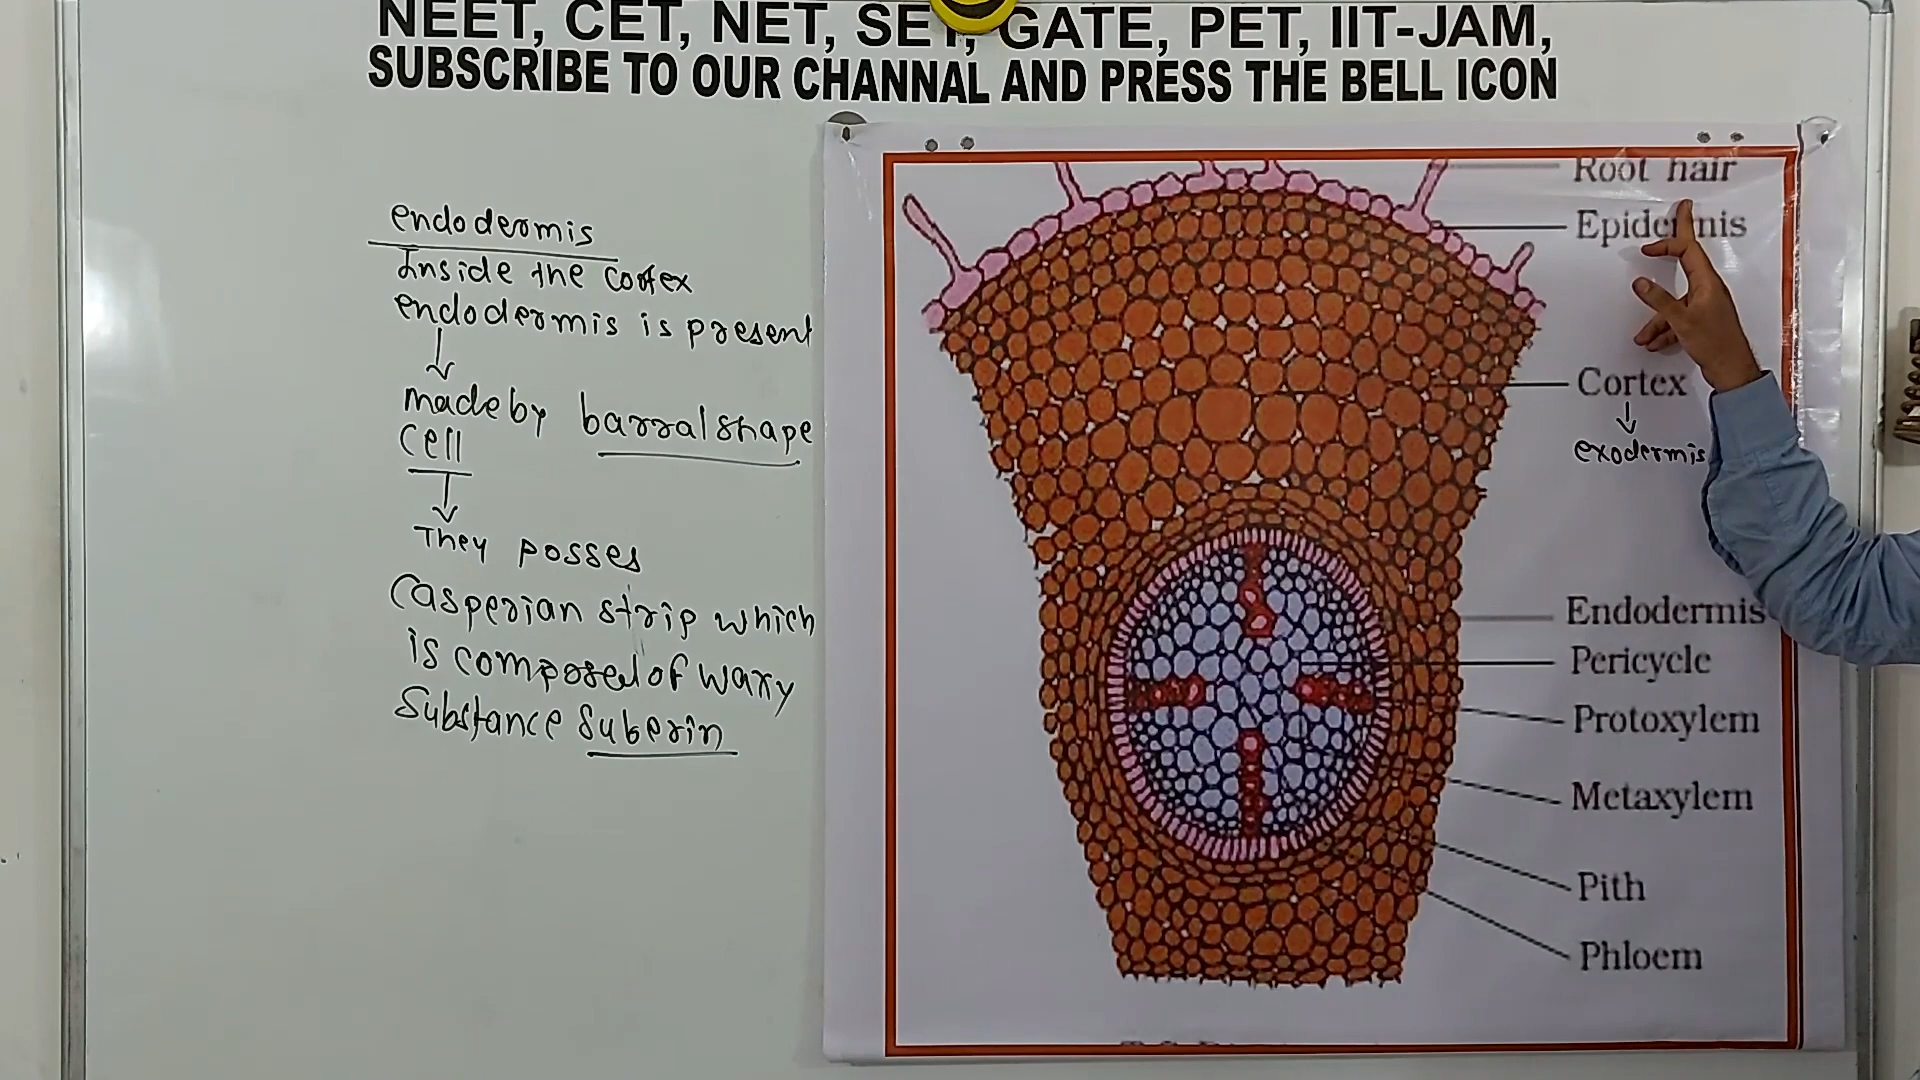 NEET, CET, NET, SET, GATE, PET, IIT-JAM,
SUBSCRIBE TO OUR CHANNAL AND PRESS THE BELL ICON
endodermis
Inside the cortex
endodermis is present
made by barral shape
cell
They posses
Casperian strip which
is composed of waxy
Substance Suberin
Root hair
Epidermis
Cortex
exodermis
Endodermis
Pericycle
Protoxylem
Metaxylem
Pith
Phloem